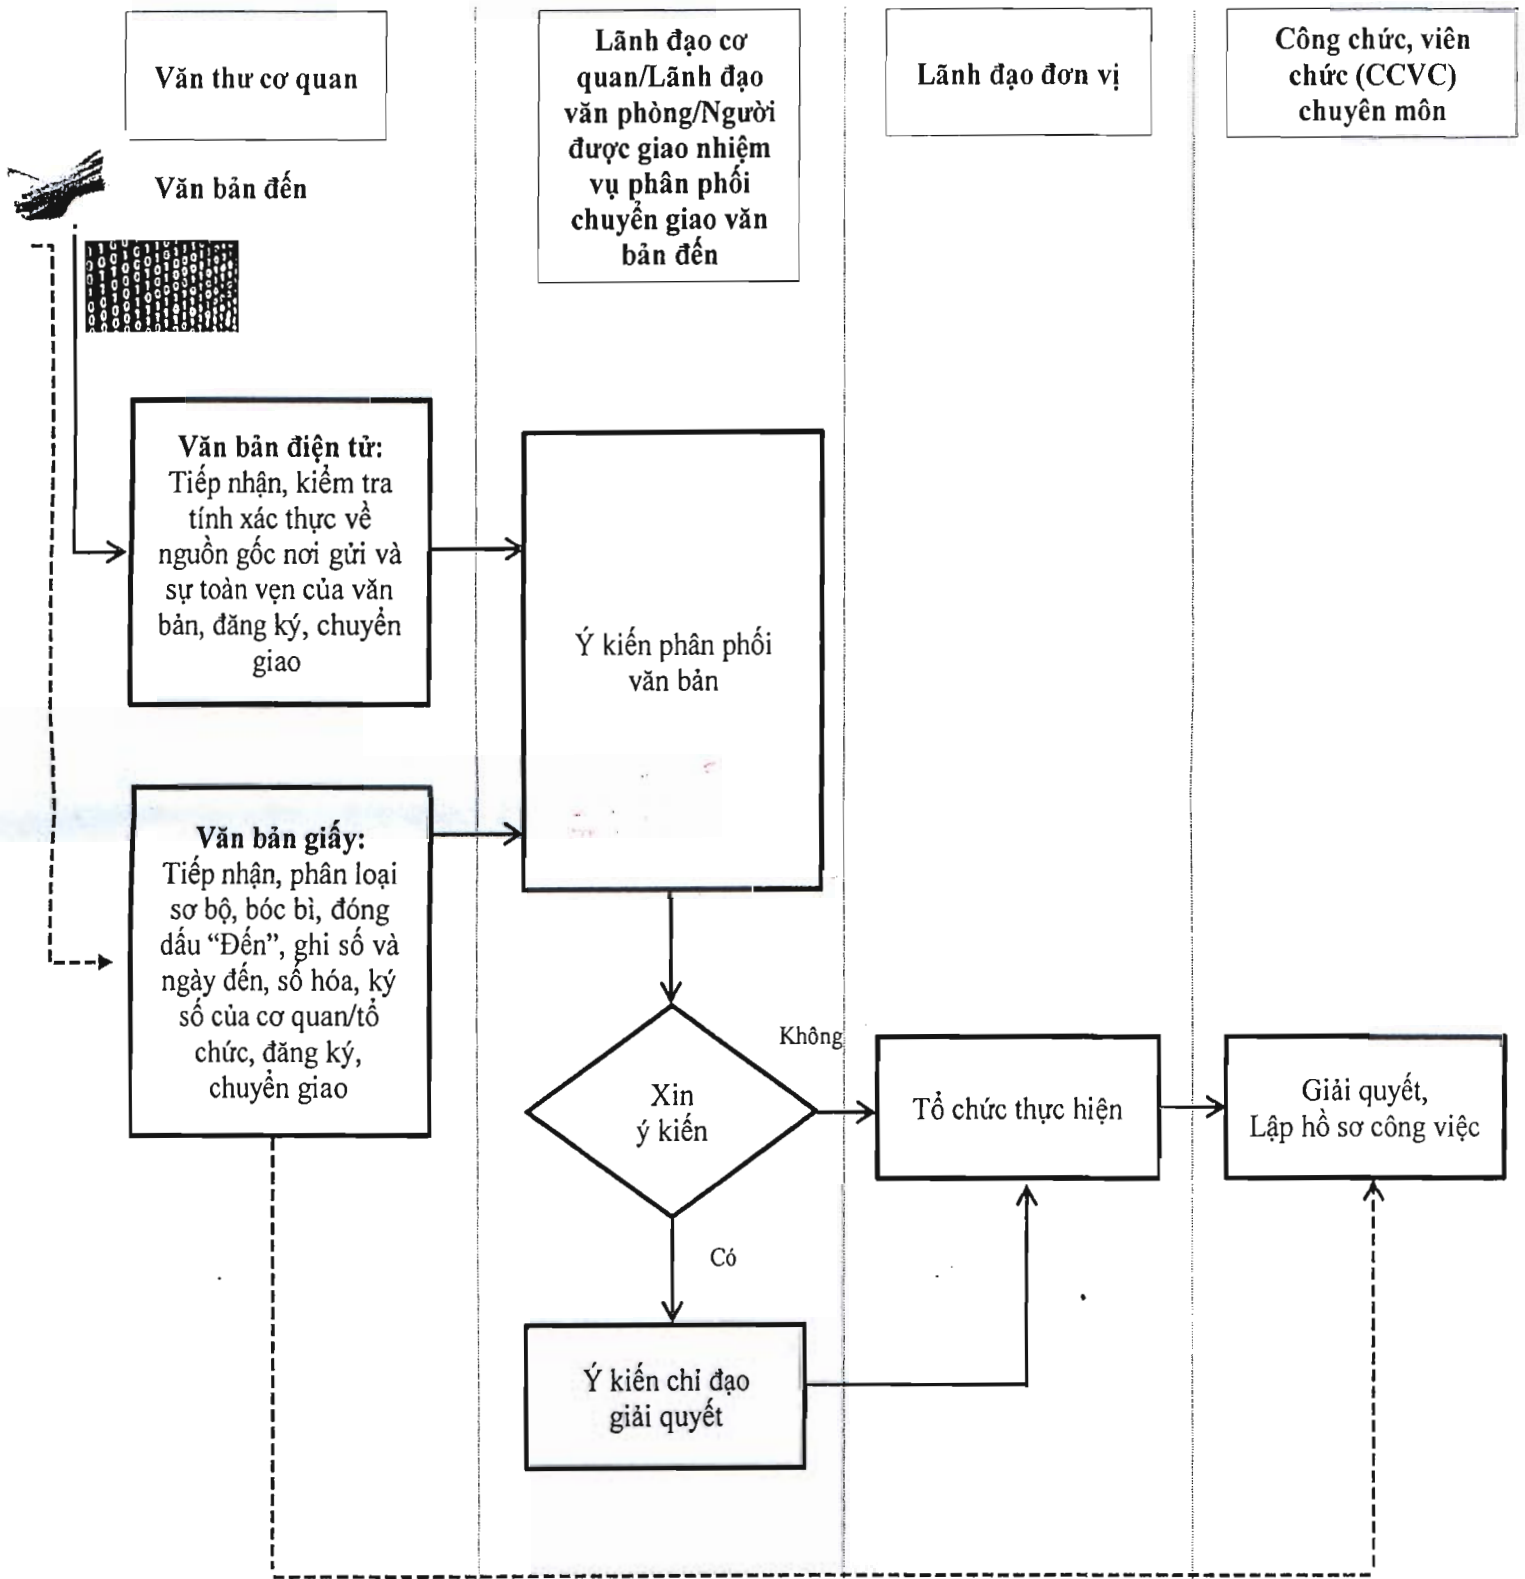 Văn thư cơ quan
Lãnh đạo cơ
quan/Lãnh đạo
văn phòng/Người
được giao nhiệm
vụ phân phối
chuyển giao văn
bản đến
Lãnh đạo đơn vị
Công chức, viên
chức (CCVC)
chuyên môn
Văn bản đến
Văn bản điện tử:
Tiếp nhận, kiểm tra
tính xác thực về
nguồn gốc nơi gửi và
sự toàn vẹn của văn
bản, đăng ký, chuyển
giao
Ý kiến phân phối
văn bản
Văn bản giấy:
Tiếp nhận, phân loại
sơ bộ, bóc bì, đóng
dấu “Đến”, ghi số và
ngày đến, số hóa, ký
số của cơ quan/tổ
chức, đăng ký,
chuyển giao
Xin
ý kiến
Không
Tổ chức thực hiện
Giải quyết,
Lập hồ sơ công việc
Có
Ý kiến chỉ đạo
giải quyết